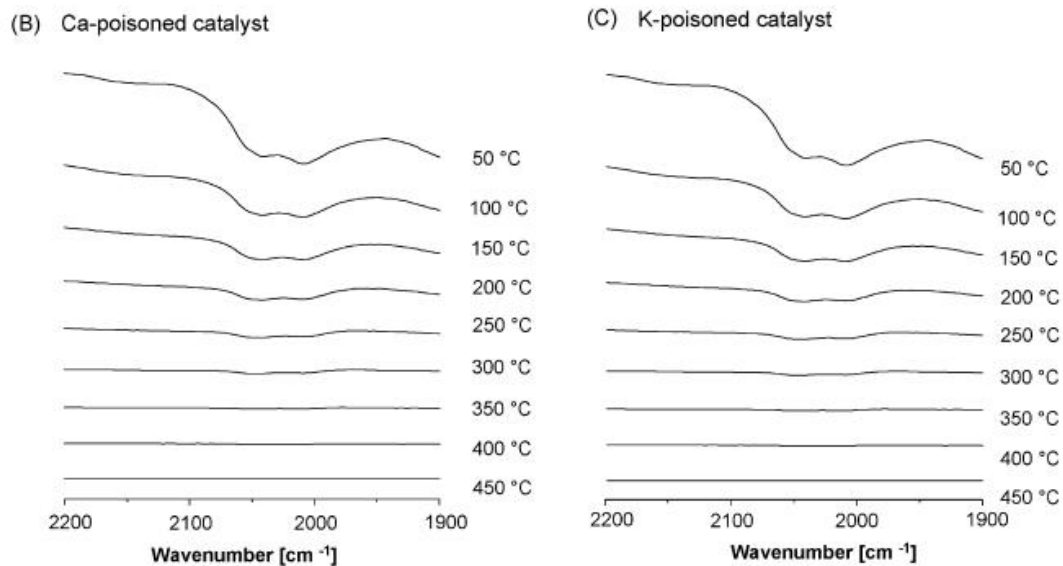 (B) Ca-poisoned catalyst
50 °C
100 °C
150 °C
200 °C
250 °C
300 °C
350 °C
400 °C
450 °C
2200 2100 2000 1900
Wavenumber [cm -1]
(C) K-poisoned catalyst
50 °C
100 °C
150 °C
200 °C
250 °C
300 °C
350 °C
400 °C
450 °C
2200 2100 2000 1900
Wavenumber [cm -1]